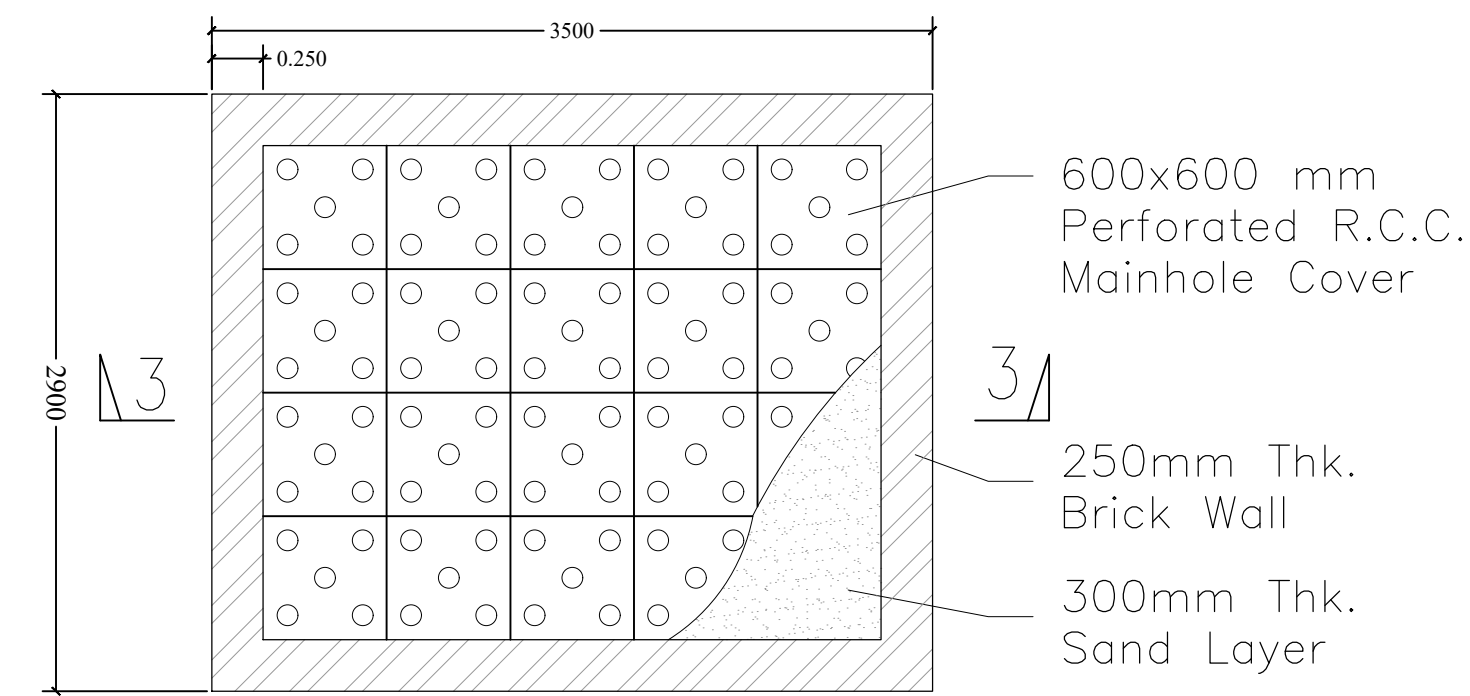 3500
0.250
600x600 mm
Perforated R.C.C.
Mainhole Cover
2900
3
3
250mm Thk.
Brick Wall
300mm Thk.
Sand Layer